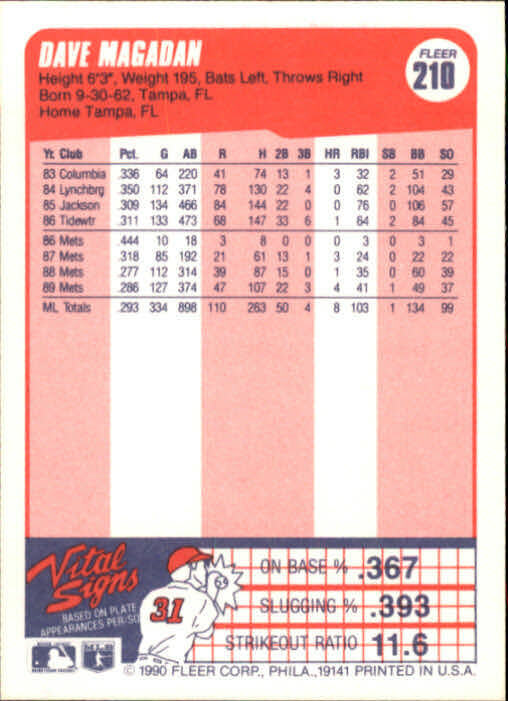 DAVE MAGADAN
FLEER
210
Height 6'3", Weight 195, Bats Left, Throws Right
Born 9-30-62, Tampa, FL
Home Tampa, FL
Yr. Club Pct. G AB R H 2B 3B HR RBI SB BB SO
83 Columbia .336 64 220 41 74 13 1 3 32 2 51 29
84 Lynchbrg .350 112 371 78 130 22 4 0 62 2 104 43
85 Jackson .309 134 466 84 144 22 0 0 76 0 106 57
86 Tidewtr .311 133 473 68 147 33 6 1 64 2 84 45
86 Mets .444 10 18 3 8 0 0 0 3 0 3 1
87 Mets .318 85 192 21 61 13 1 3 24 0 22 22
88 Mets .277 112 314 39 87 15 0 1 35 0 60 39
89 Mets .286 127 374 47 107 22 3 4 41 1 49 37
ML Totals .293 334 898 110 263 50 4 8 103 1 134 99
Vital
Signs
BASED ON PLATE
APPEARANCES PER/SO
31
ON BASE % .367
SLUGGING % .393
STRIKEOUT RATIO 11.6
© 1990 FLEER CORP., PHILA., 19141 PRINTED IN U.S.A.